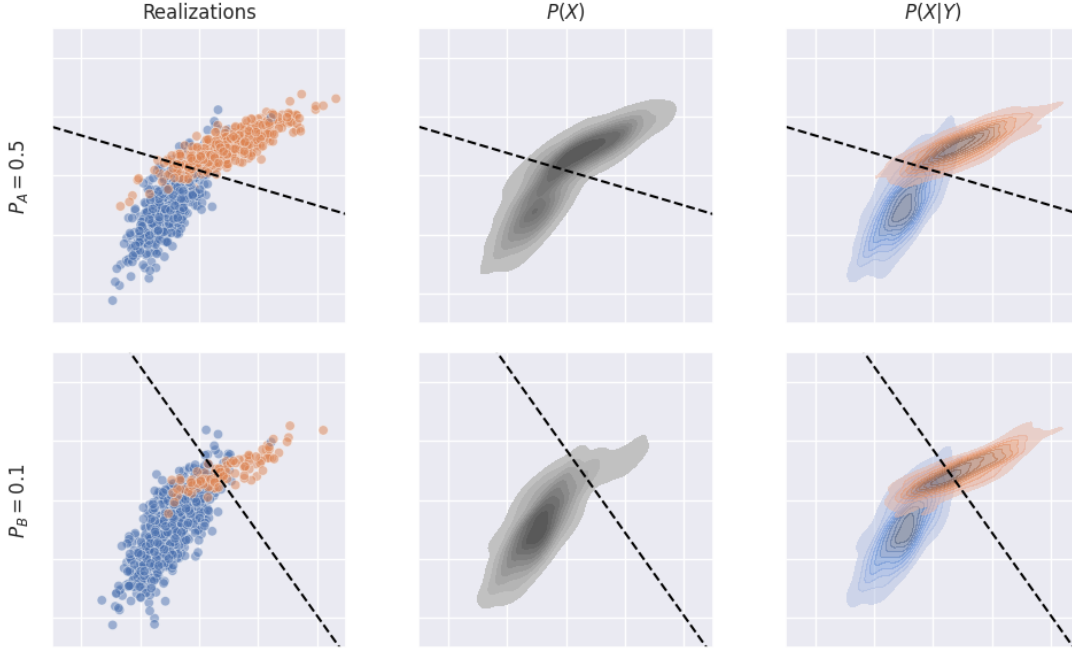 Realizations
P(X)
P(X|Y)
P_A = 0.5
P_B = 0.1